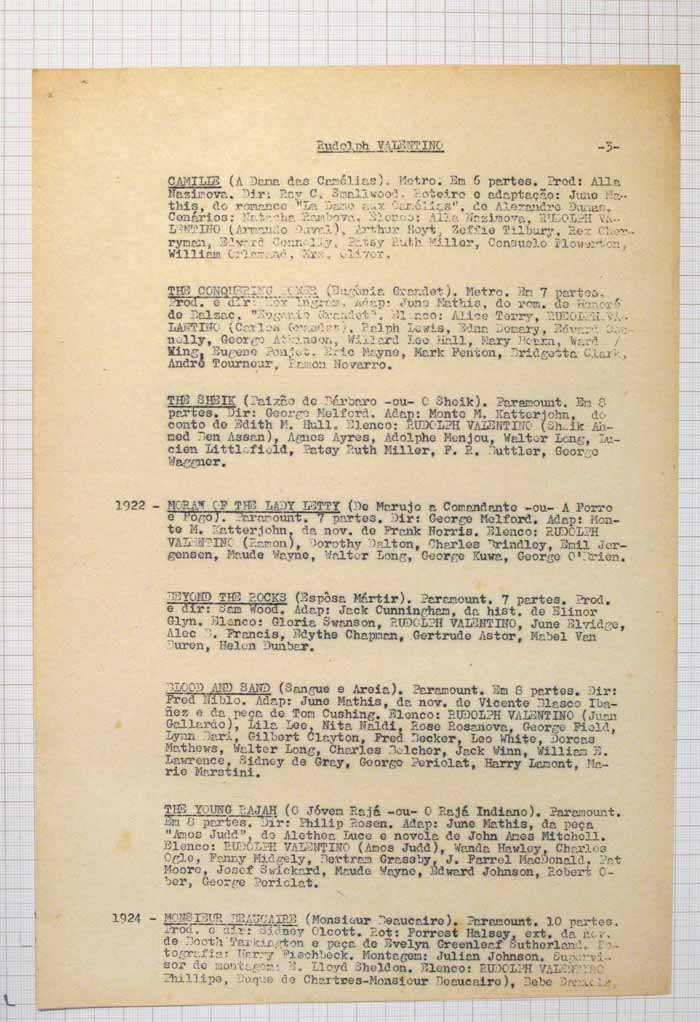 Rudolph VALENTINO -3-
CAMILLE (A Dama das Camélias). Metro. Em 6 partes. Prod: Alla
Nazimova. Dir: Ray C. Smallwood. Roteiro e adaptação: June Ma-
this, do romance "La Dame aux Camélias", de Alexandre Dumas.
Cenários: Natacha Rambova. Elenco: Alla Nazimova, RUDOLPH VA-
LENTINO (Armando Duval), Arthur Hoyt, Zeffie Tilbury, Rex Cher-
ryman, Edward Connelly, Patsy Ruth Miller, Consuelo Flowerton,
William Orlamond, Mrs. Oliver.
THE CONQUERING POWER (Eugênia Grandet). Metro. Em 7 partes.
Prod. e dir: Rex Ingram. Adap: June Mathis, do rom. de Honoré
de Balzac, "Eugenie Grandet". Elenco: Alice Terry, RUDOLPH VA-
LANTINO (Carlos Grandet), Ralph Lewis, Edna Demary, Edward Con-
nelly, George Atkinson, Willard Lee Hall, Mary Hearn, Ward /
Wing, Eugene Ponjet, Eric Mayne, Mark Fenton, Bridgetta Clark,
André Tourneur, Ramon Novarro.
THE SHEIK (Paixão de Bárbaro -ou- O Sheik). Paramount. Em 8
partes. Dir: George Melford. Adap: Monte M. Katterjohn, do
conto de Edith M. Hull. Elenco: RUDOLPH VALENTINO (Sheik Ah-
med Ben Assan), Agnes Ayres, Adolphe Menjou, Walter Long, Lu-
cien Littlefield, Patsy Ruth Miller, F. R. Buttler, George
Waggner.
1922 - MORAN OF THE LADY LETTY (De Marujo a Comandante -ou- A Ferro
e Fogo). Paramount. 7 partes. Dir: George Melford. Adap: Mon-
te M. Katterjohn, da nov. de Frank Norris. Elenco: RUDOLPH
VALENTINO (Ramon), Dorothy Dalton, Charles Brindley, Emil Jor-
gensen, Maude Wayne, Walter Long, George Kuwa, George O'Brien.
BEYOND THE ROCKS (Espôsa Mártir). Paramount. 7 partes. Prod.
e dir: Sam Wood. Adap: Jack Cunningham, da hist. de Elinor
Glyn. Elenco: Gloria Swanson, RUDOLPH VALENTINO, June Elvidge,
Alec B. Francis, Edythe Chapman, Gertrude Astor, Mabel Van
Buren, Helen Dunbar.
BLOOD AND SAND (Sangue e Areia). Paramount. Em 8 partes. Dir:
Fred Niblo. Adap: June Mathis, da nov. de Vicente Blasco Iba-
ñez e da peça de Tom Cushing. Elenco: RUDOLPH VALENTINO (Juan
Gallardo), Lila Lee, Nita Naldi, Rose Rosanova, George Field,
Lynn Bari, Gilbert Clayton, Fred Becker, Leo White, Dorcas
Mathews, Walter Long, Charles Belcher, Jack Winn, William E.
Lawrence, Sidney de Gray, George Periolat, Harry Lamont, Ma-
rie Marstini.
THE YOUNG RAJAH (O Jóvem Rajá -ou- O Rajá Indiano). Paramount.
Em 8 partes. Dir: Philip Rosen. Adap: June Mathis, da peça
"Amos Judd", de Alethea Luce e novela de John Ames Mitchell.
Elenco: RUDOLPH VALENTINO (Amos Judd), Wanda Hawley, Charles
Ogle, Fanny Midgely, Bertram Grassby, J. Farrel MacDonald, Pat
Moore, Josef Swickard, Maude Wayne, Edward Johnson, Robert O-
ber, George Periolat.
1924 - MONSIEUR BEAUCAIRE (Monsieur Beaucaire). Paramount. 10 partes.
Prod. e dir: Sidney Olcott. Rot: Forrest Halsey, ext. da nov.
de Booth Tarkington e peça de Evelyn Greenleaf Sutherland. Fo-
tografia: Harry Fischbeck. Montagem: Julian Johnson. Supervi-
sor de montagem: E. Lloyd Sheldon. Elenco: RUDOLPH VALENTINO
Phillipe, Duque de Chartres-Monsieur Beaucaire), Bebe Daniels,